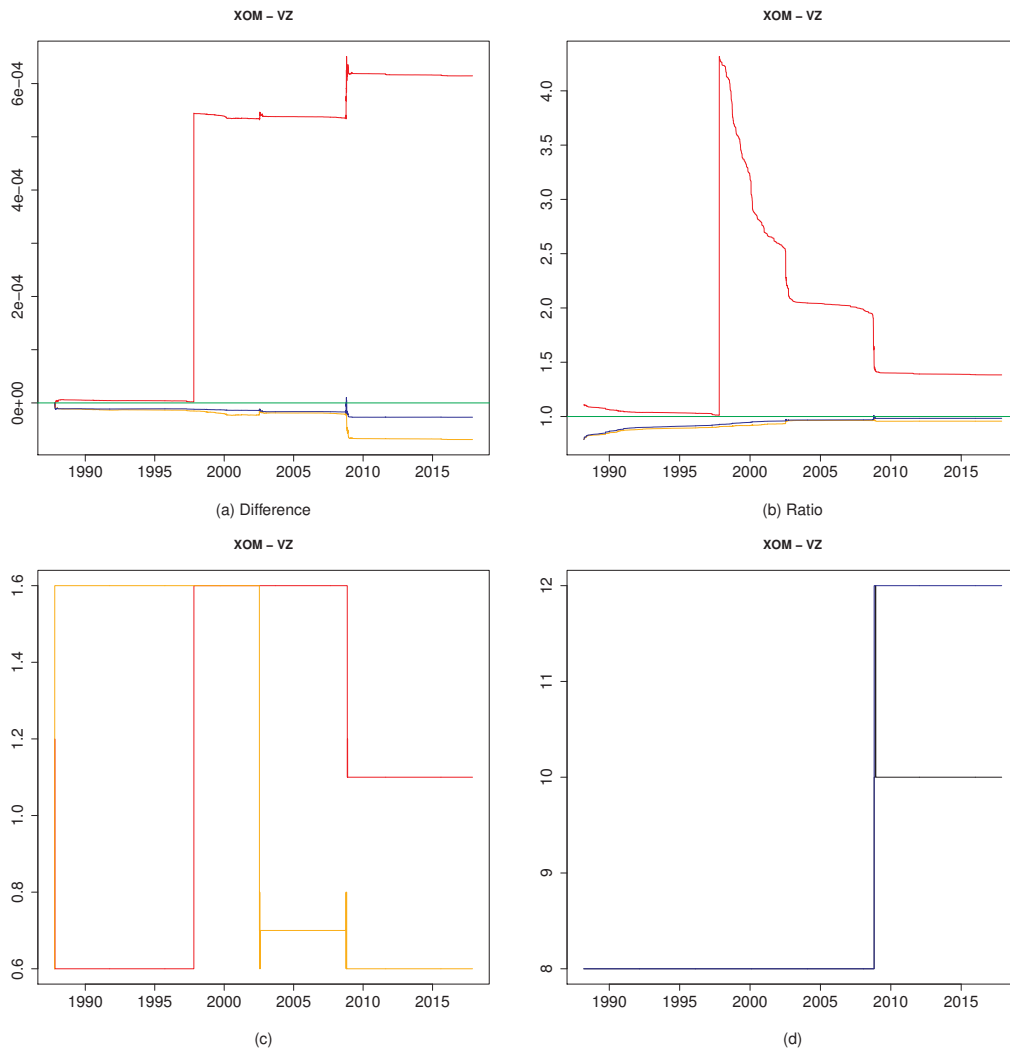 XOM − VZ
6e−04
4e−04
2e−04
0e+00
1990 1995 2000 2005 2010 2015
(a) Difference
XOM − VZ
4.0
3.5
3.0
2.5
2.0
1.5
1.0
1990 1995 2000 2005 2010 2015
(b) Ratio
XOM − VZ
1.6
1.4
1.2
1.0
0.8
0.6
1990 1995 2000 2005 2010 2015
(c)
XOM − VZ
12
11
10
9
8
1990 1995 2000 2005 2010 2015
(d)